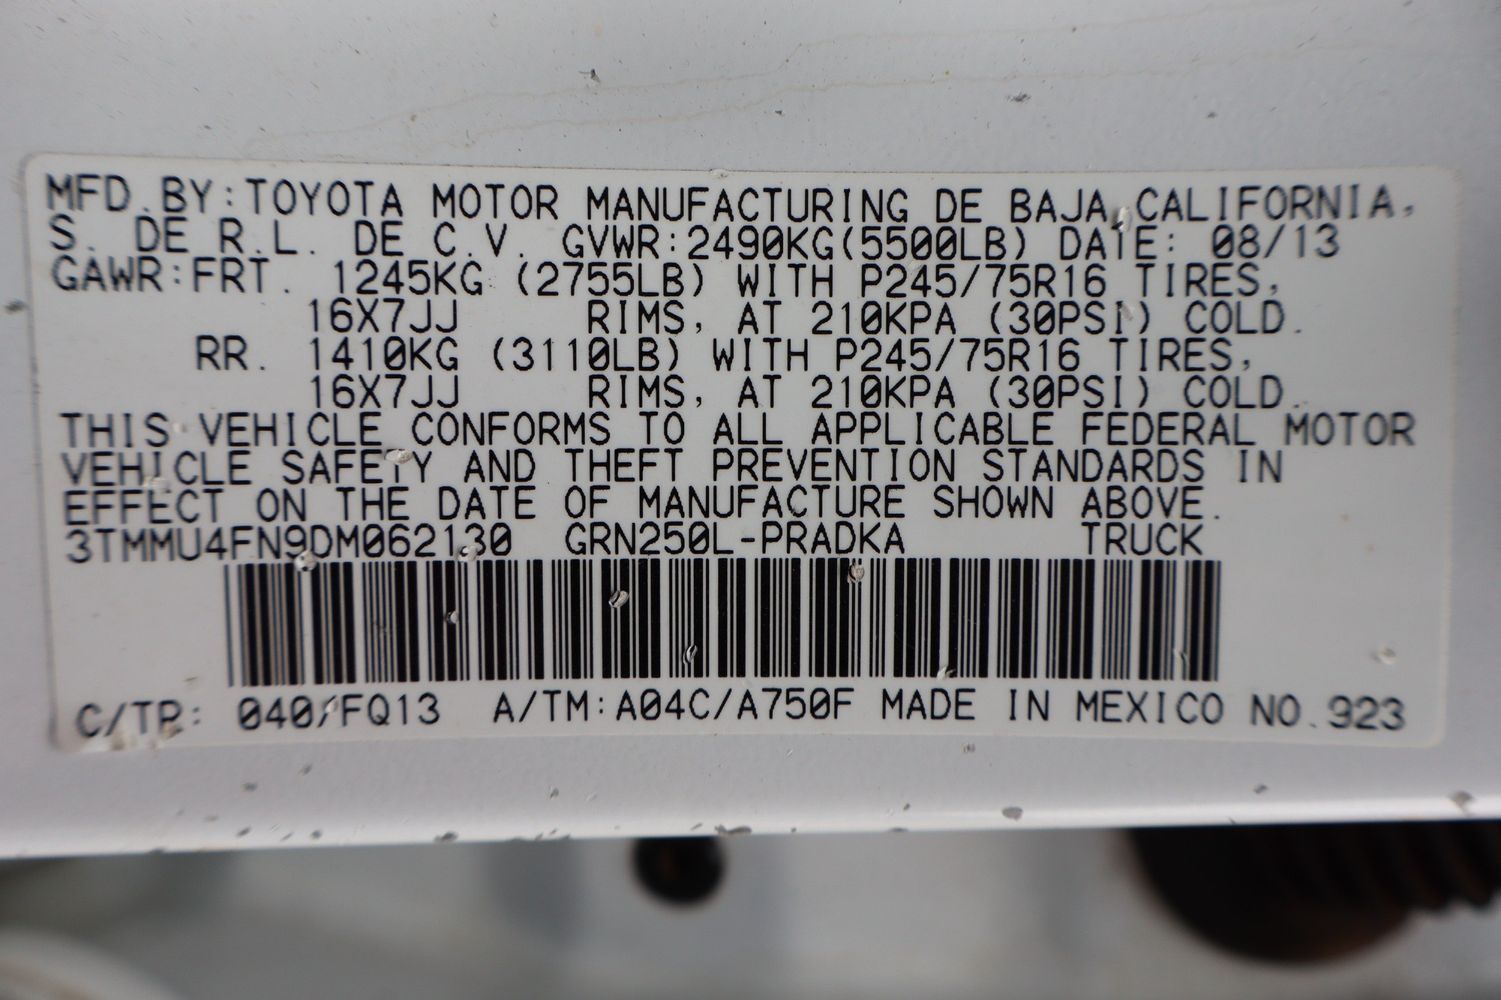 MFD. BY:TOYOTA MOTOR MANUFACTURING DE BAJA CALIFORNIA,
S. DE R.L. DE C.V. GVWR:2490KG(5500LB) DATE: 08/13
GAWR:FRT. 1245KG (2755LB) WITH P245/75R16 TIRES,
16X7JJ RIMS, AT 210KPA (30PSI) COLD.
RR. 1410KG (3110LB) WITH P245/75R16 TIRES,
16X7JJ RIMS, AT 210KPA (30PSI) COLD.
THIS VEHICLE CONFORMS TO ALL APPLICABLE FEDERAL MOTOR
VEHICLE SAFETY AND THEFT PREVENTION STANDARDS IN
EFFECT ON THE DATE OF MANUFACTURE SHOWN ABOVE.
3TMMU4FN9DM062130 GRN250L-PRADKA TRUCK
C/TR: 040/FQ13 A/TM:A04C/A750F MADE IN MEXICO NO.923